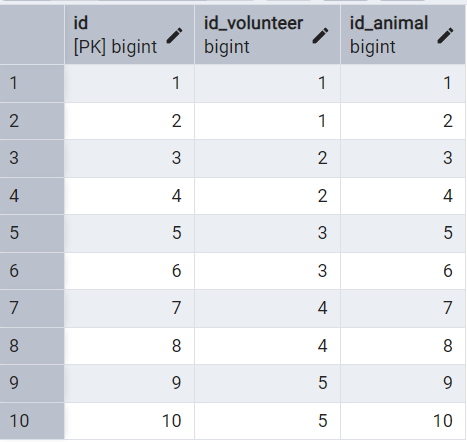 id id_volunteer id_animal
[PK] bigint bigint bigint
1 1 1 1
2 2 1 2
3 3 2 3
4 4 2 4
5 5 3 5
6 6 3 6
7 7 4 7
8 8 4 8
9 9 5 9
10 10 5 10